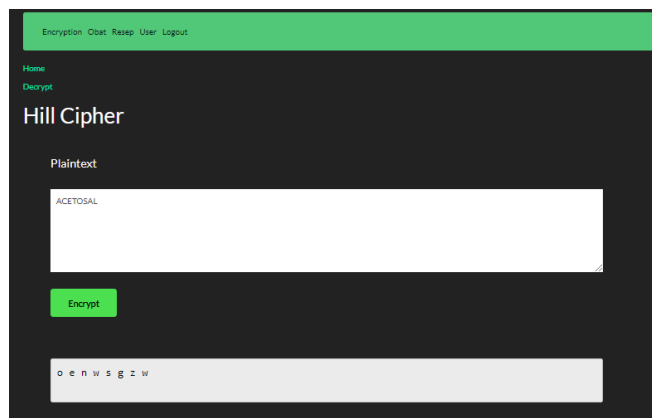 Encryption Obat Resep User Logout
Home
Decrypt
Hill Cipher
Plaintext
ACETOSAL
Encrypt
o e n w s g z w